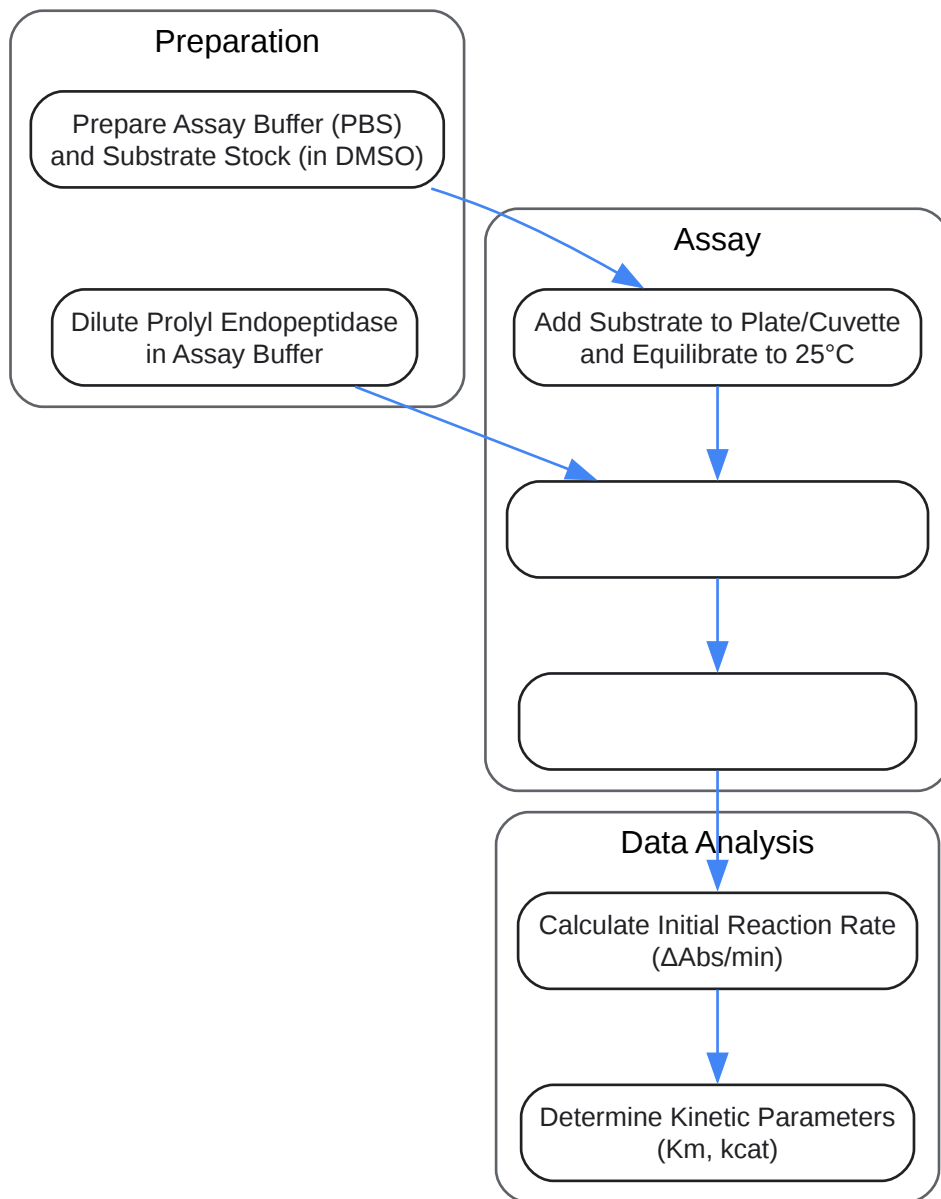 Preparation
Prepare Assay Buffer (PBS)
and Substrate Stock (in DMSO)
Dilute Prolyl Endopeptidase
in Assay Buffer
Assay
Add Substrate to Plate/Cuvette
and Equilibrate to 25°C
Data Analysis
Calculate Initial Reaction Rate
(ΔAbs/min)
Determine Kinetic Parameters
(Km, kcat)